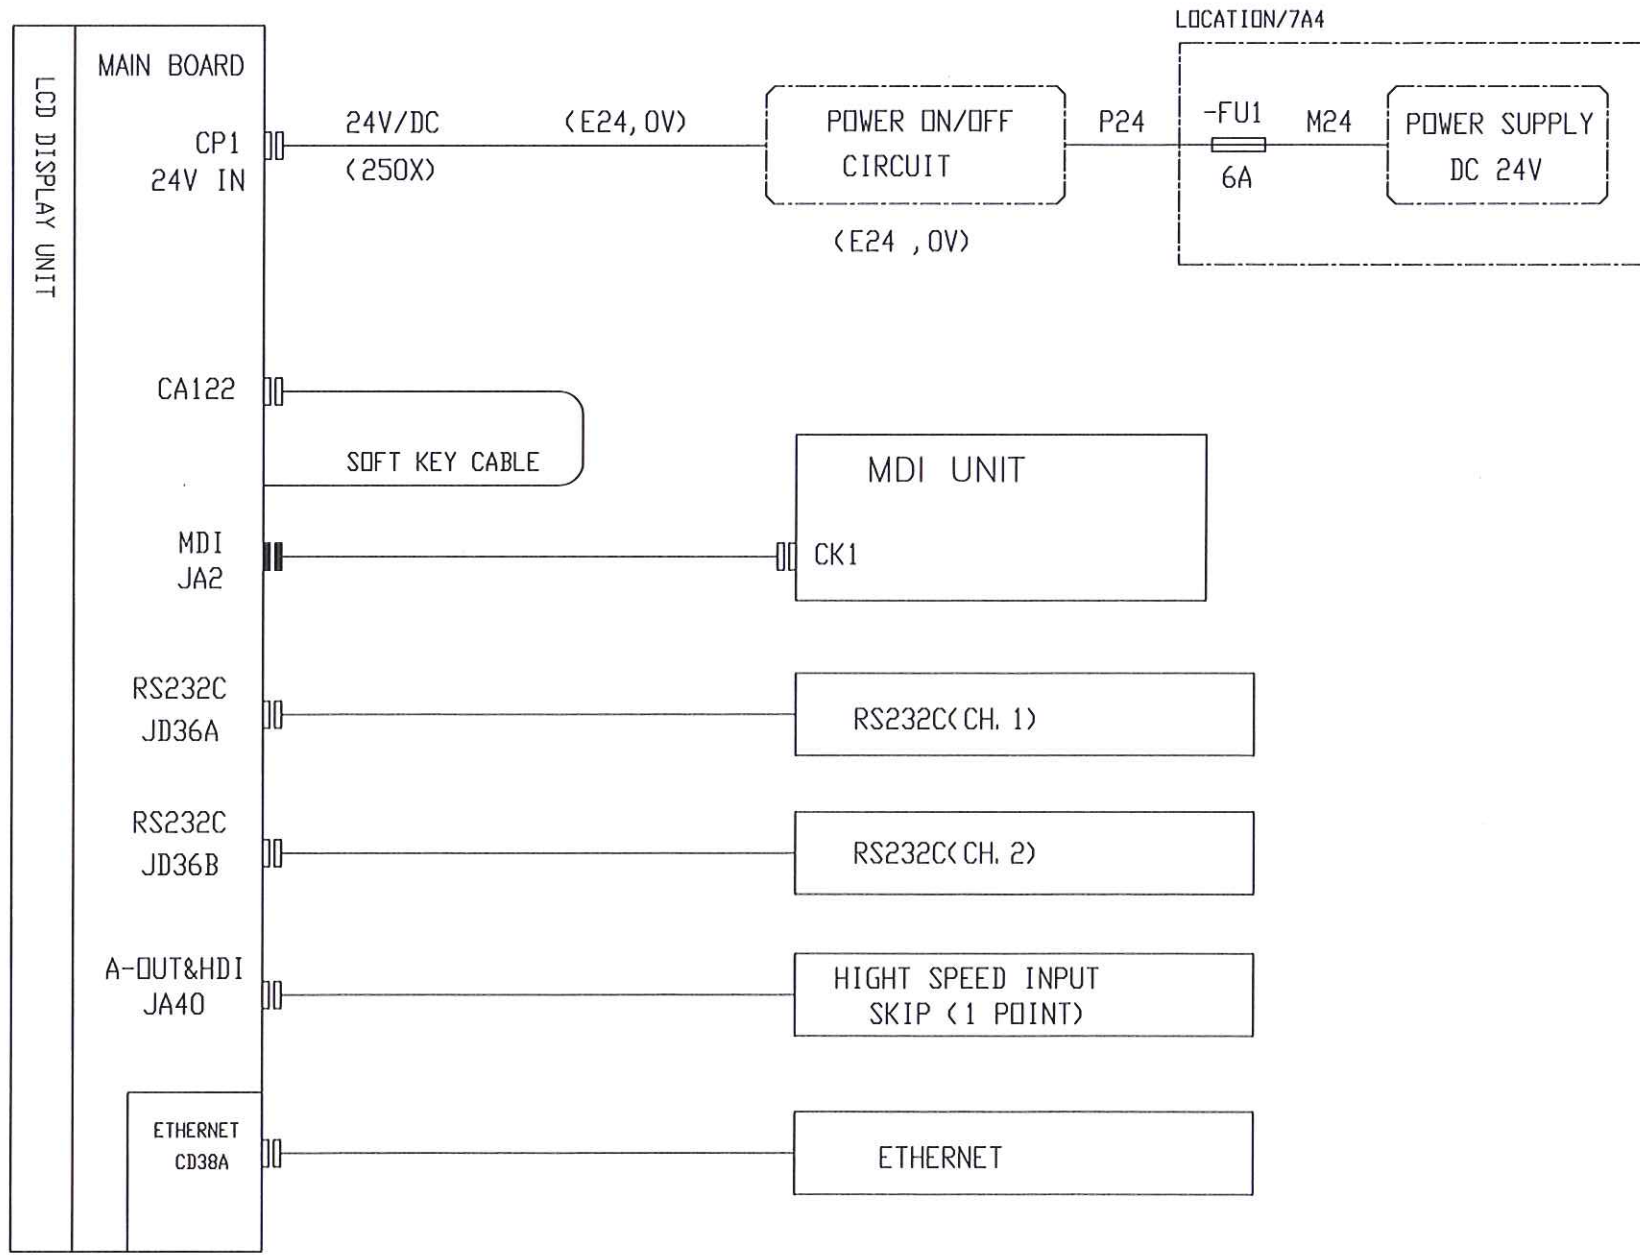 LOCATION/7A4
LCD DISPLAY UNIT
MAIN BOARD
CP1
24V IN
24V/DC
(250X)
(E24,0V)
POWER ON/OFF
CIRCUIT
(E24 ,0V)
P24
-FU1
6A
M24
POWER SUPPLY
DC 24V
CA122
SOFT KEY CABLE
MDI
JA2
MDI UNIT
CK1
RS232C
JD36A
RS232C(CH. 1)
RS232C
JD36B
RS232C(CH. 2)
A-OUT&HDI
JA40
HIGHT SPEED INPUT
SKIP (1 POINT)
ETHERNET
CD38A
ETHERNET